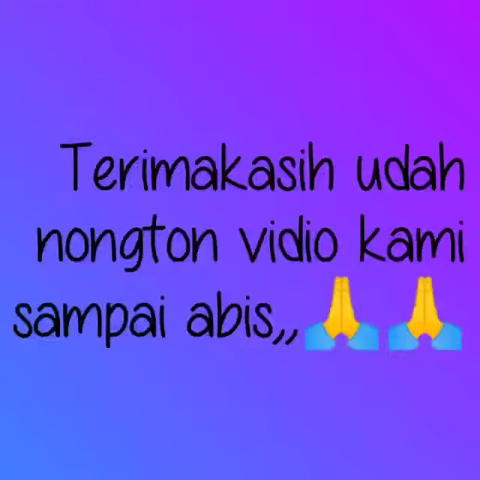 Terimakasih udah
nongton vidio kami
sampai abis,,🙏🙏